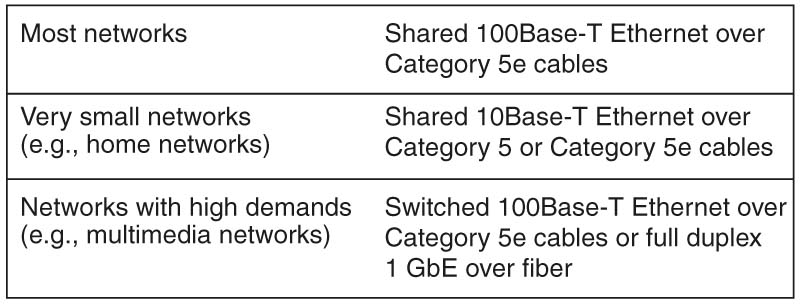 Most networks
Shared 100Base-T Ethernet over
Category 5e cables
Very small networks
(e.g., home networks)
Shared 10Base-T Ethernet over
Category 5 or Category 5e cables
Networks with high demands
(e.g., multimedia networks)
Switched 100Base-T Ethernet over
Category 5e cables or full duplex
1 GbE over fiber